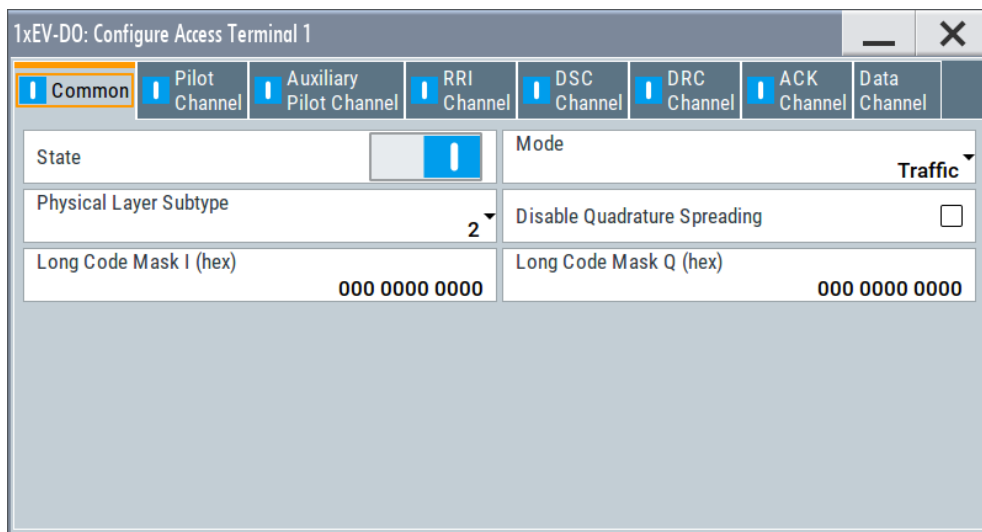 1xEV-DO: Configure Access Terminal 1
Common
Pilot
Channel
Auxiliary
Pilot Channel
RRI
Channel
DSC
Channel
DRC
Channel
ACK
Channel
Data
Channel
State
Mode
Traffic
Physical Layer Subtype
2
Disable Quadrature Spreading
Long Code Mask I (hex)
000 0000 0000
Long Code Mask Q (hex)
000 0000 0000